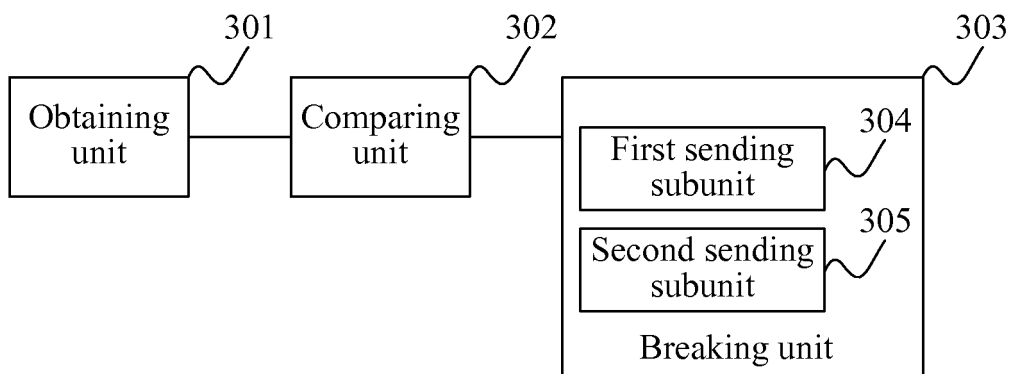 301
302
303
Obtaining
unit
Comparing
unit
First sending
subunit
304
Second sending
subunit
305
Breaking unit